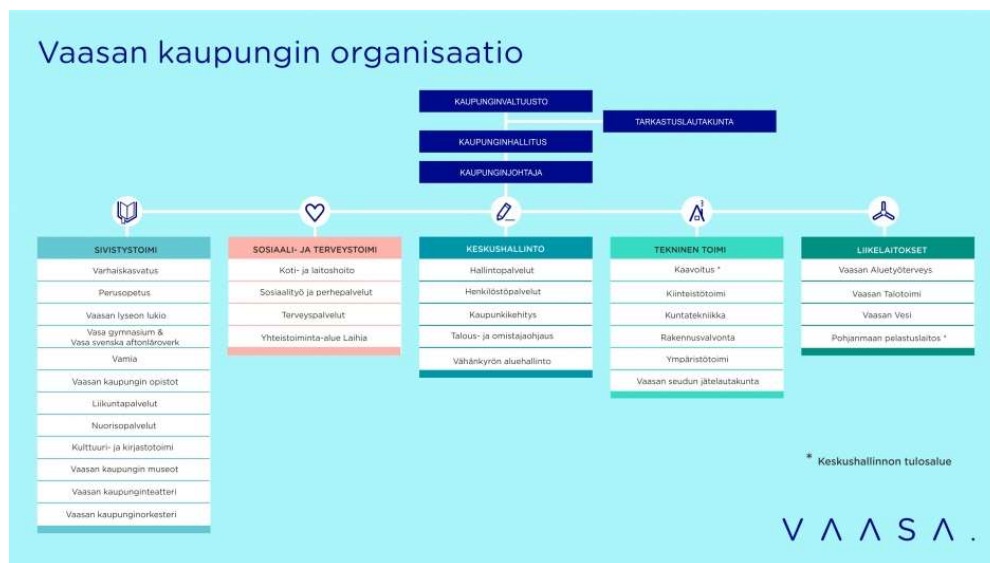 Vaasan kaupungin organisaatio
KAUPUNGINVALTUUSTO
TARKASTUSLAUTAKUNTA
KAUPUNGINHALLITUS
KAUPUNGINJOHTAJA
SIVISTYSTOIMI
Varhaiskasvatus
Perusopetus
Vaasan lyseon lukio
Vasa gymnasium &
Vasa svenska aftonläroverk
Vamia
Vaasan kaupungin opistot
Liikuntapalvelut
Nuorisopalvelut
Kulttuuri- ja kirjastotoimi
Vaasan kaupungin museot
Vaasan kaupunginteatteri
Vaasan kaupunginorkesteri
SOSIAALI- JA TERVEYSTOIMI
Koti- ja laitoshoito
Sosiaalityö ja perhepalvelut
Terveyspalvelut
Yhteistoiminta-alue Laihia
KESKUSHALLINTO
Hallintopalvelut
Henkilöstöpalvelut
Kaupunkikehitys
Talous- ja omistajaohjaus
Vähänkyrön aluehallinto
TEKNINEN TOIMI
Kaavoitus *
Kiinteistötoimi
Kuntatekniikka
Rakennusvalvonta
Ympäristötoimi
Vaasan seudun jätelautakunta
LIIKELAITOKSET
Vaasan Aluetyöterveys
Vaasan Talotoimi
Vaasan Vesi
Pohjanmaan pelastuslaitos *
* Keskushallinnon tulosalue
VAASA.